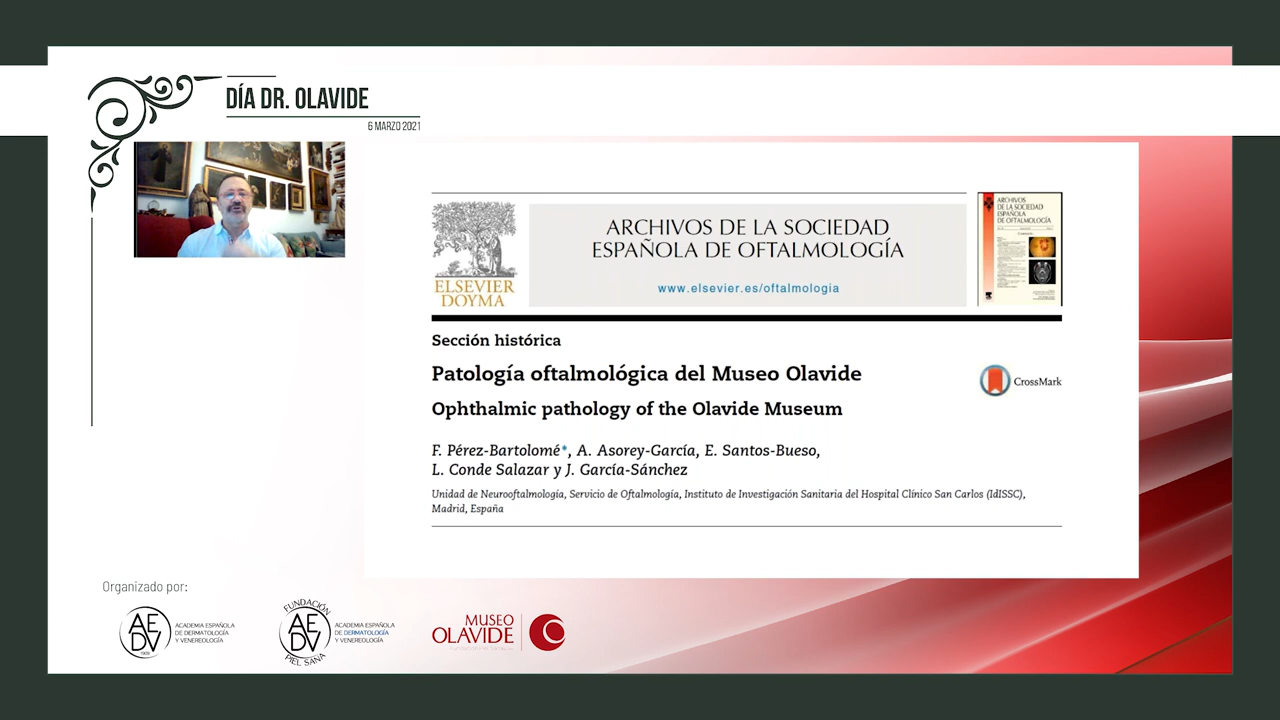 DÍA DR. OLAVIDE
6 MARZO 2021
ELSEVIER
DOYMA
ARCHIVOS DE LA SOCIEDAD
ESPAÑOLA DE OFTALMOLOGÍA
www.elsevier.es/oftalmologia
ARCHIVOS
DE LA SOCIEDAD
ESPAÑOLA DE
OFTALMOLOGÍA
Sección histórica
Patología oftalmológica del Museo Olavide
Ophthalmic pathology of the Olavide Museum
CrossMark
F. Pérez-Bartolomé*, A. Asorey-García, E. Santos-Bueso,
L. Conde Salazar y J. García-Sánchez
Unidad de Neurooftalmología, Servicio de Oftalmología, Instituto de Investigación Sanitaria del Hospital Clínico San Carlos (IdISSC),
Madrid, España
Organizado por:
AEDV
1909
ACADEMIA ESPAÑOLA
DE DERMATOLOGÍA
Y VENEREOLOGÍA
FUNDACIÓN
AEDV
PIEL SANA
ACADEMIA ESPAÑOLA
DE DERMATOLOGÍA
Y VENEREOLOGÍA
MUSEO
OLAVIDE